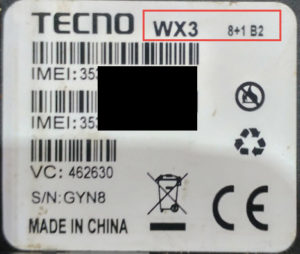 TECNO WX3 8+1 B2
IMEI: 35
IMEI: 35
VC: 462630
S/N: GYN8
MADE IN CHINA
CE